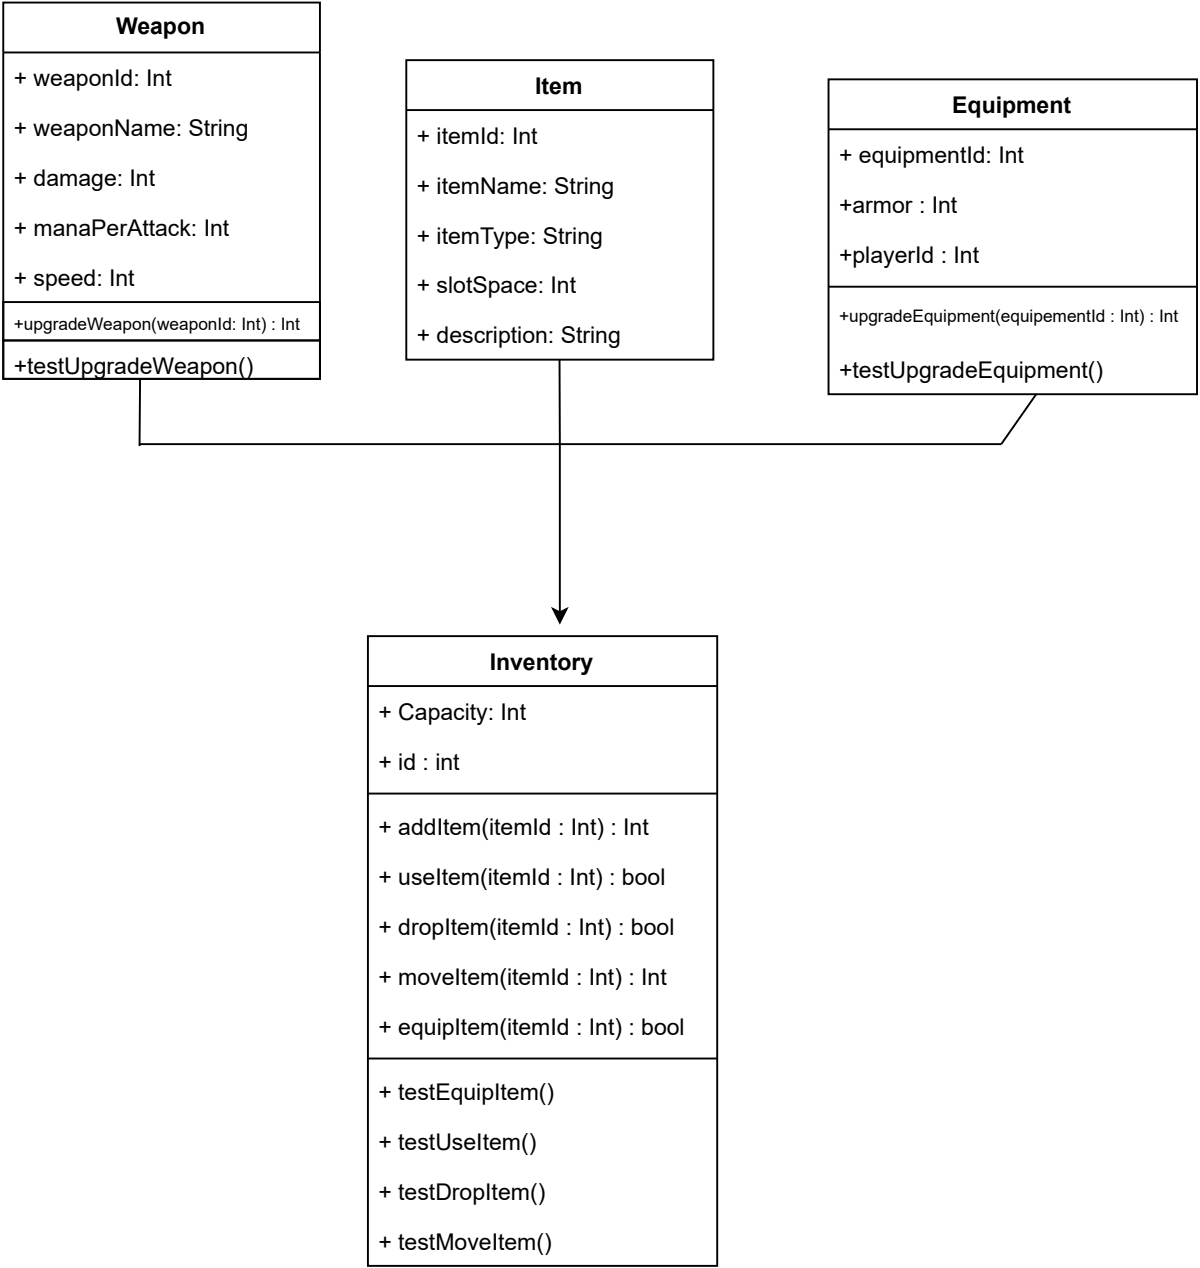 Weapon
+ weaponId: Int
+ weaponName: String
+ damage: Int
+ manaPerAttack: Int
+ speed: Int
+upgradeWeapon(weaponId: Int) : Int
+testUpgradeWeapon()
Item
+ itemId: Int
+ itemName: String
+ itemType: String
+ slotSpace: Int
+ description: String
Equipment
+ equipmentId: Int
+armor : Int
+playerId : Int
+upgradeEquipment(equipementId : Int) : Int
+testUpgradeEquipment()
Inventory
+ Capacity: Int
+ id : int
+ addItem(itemId : Int) : Int
+ useItem(itemId : Int) : bool
+ dropItem(itemId : Int) : bool
+ moveItem(itemId : Int) : Int
+ equipItem(itemId : Int) : bool
+ testEquipItem()
+ testUseItem()
+ testDropItem()
+ testMoveItem()